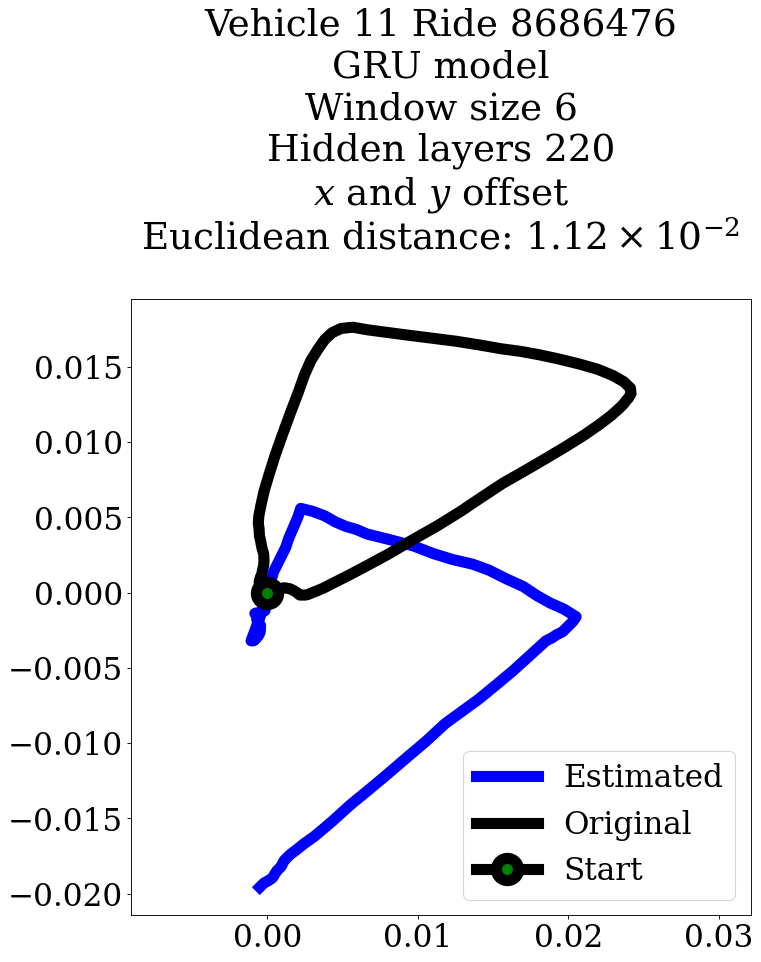 Vehicle 11 Ride 8686476
GRU model
Window size 6
Hidden layers 220
x and y offset
Euclidean distance: 1.12 × 10⁻²
0.015
0.010
0.005
0.000
−0.005
−0.010
−0.015
−0.020
Estimated
Original
Start
0.00 0.01 0.02 0.03